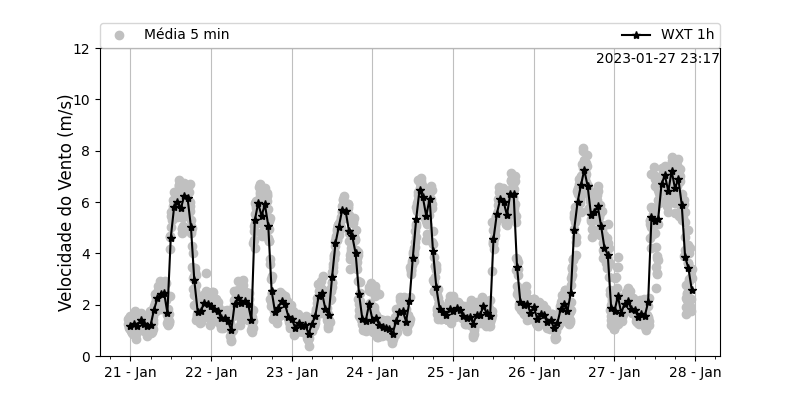 Média 5 min WXT 1h
2023-01-27 23:17
Velocidade do Vento (m/s)
12
10
8
6
4
2
0
21 - Jan 22 - Jan 23 - Jan 24 - Jan 25 - Jan 26 - Jan 27 - Jan 28 - Jan